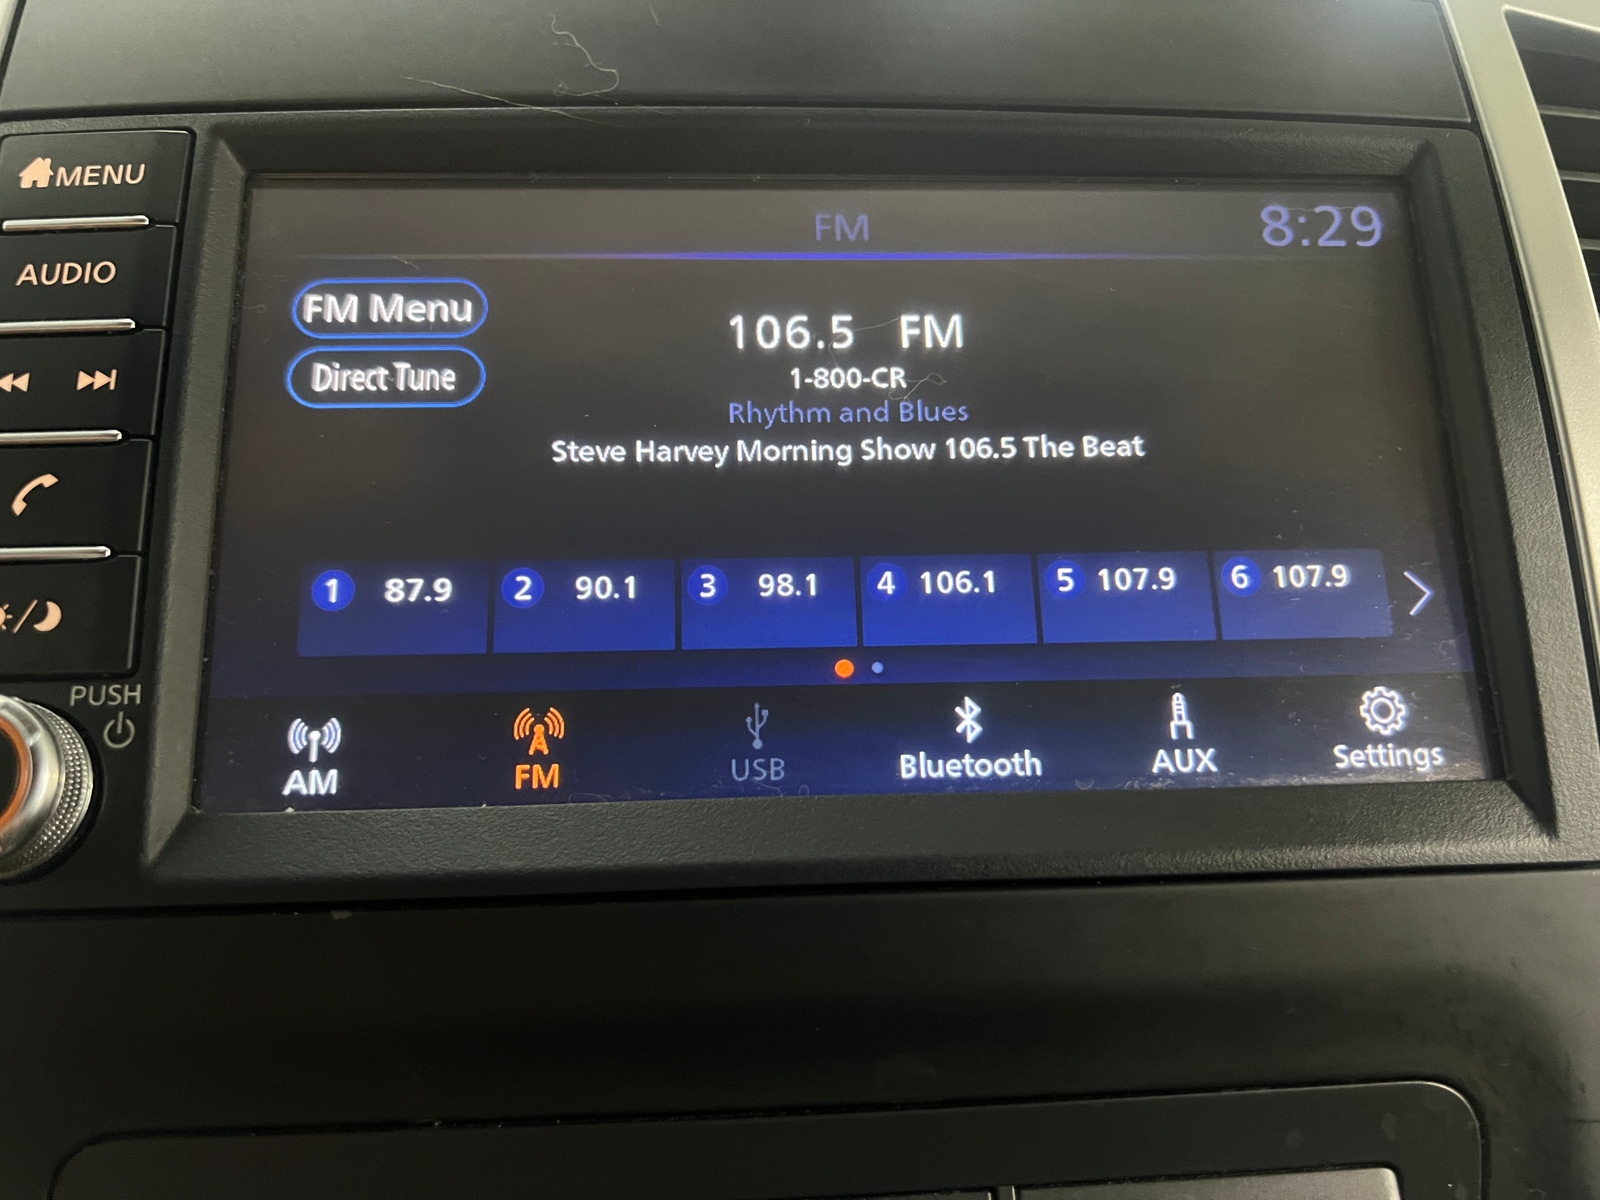 MENU
AUDIO
PUSH
FM
8:29
FM Menu
Direct Tune
106.5 FM
1-800-CR
Rhythm and Blues
Steve Harvey Morning Show 106.5 The Beat
1 87.9
2 90.1
3 98.1
4 106.1
5 107.9
6 107.9
AM
FM
USB
Bluetooth
AUX
Settings